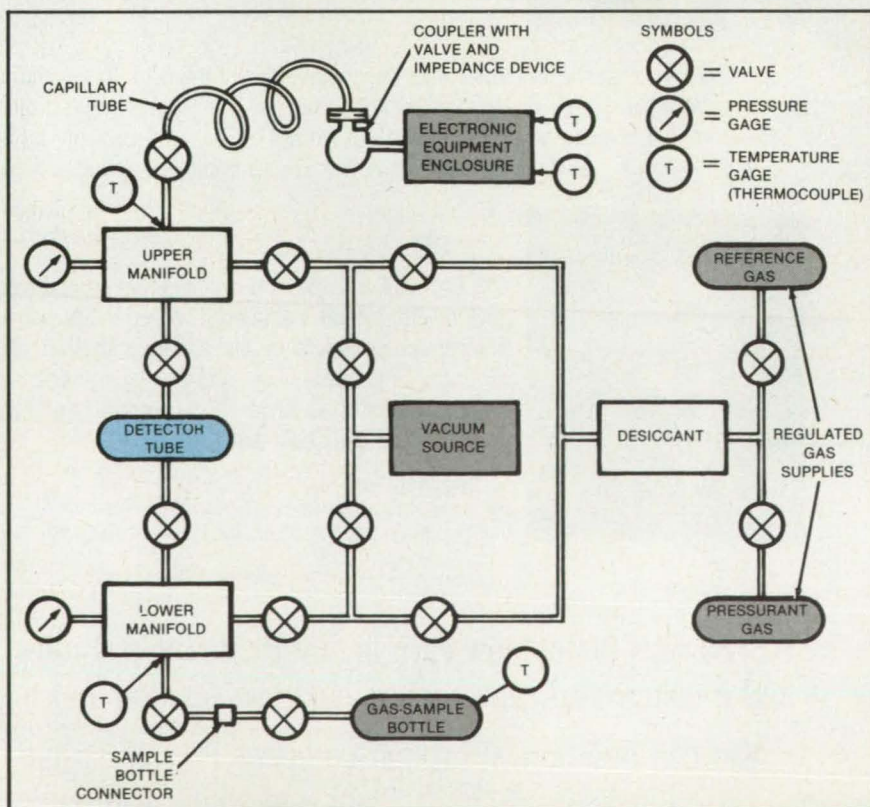 COUPLER WITH
VALVE AND
IMPEDANCE DEVICE
SYMBOLS
= VALVE
= PRESSURE
GAGE
T
= TEMPERATURE
GAGE
(THERMOCOUPLE)
CAPILLARY
TUBE
ELECTRONIC
EQUIPMENT
ENCLOSURE
T
T
T
UPPER
MANIFOLD
REFERENCE
GAS
DETECTOR
TUBE
VACUUM
SOURCE
DESICCANT
REGULATED
GAS
SUPPLIES
LOWER
MANIFOLD
PRESSURANT
GAS
T
T
GAS-SAMPLE
BOTTLE
SAMPLE
BOTTLE
CONNECTOR